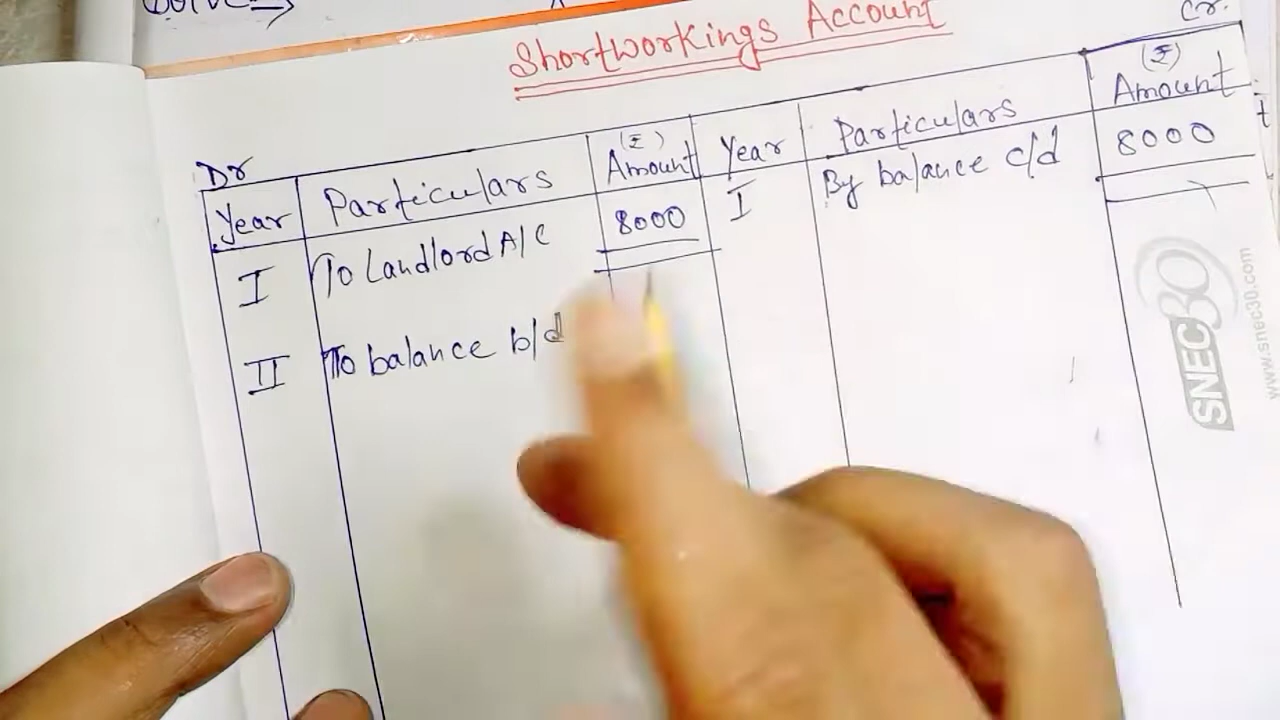 Shortworkings Account
Dr
Cr.
Year Particulars (₹) Amount Year Particulars (₹) Amount
I To Landlord A/C 8000 I By balance c/d 8000
II To balance b/d
SNEC30
www.snec30.com